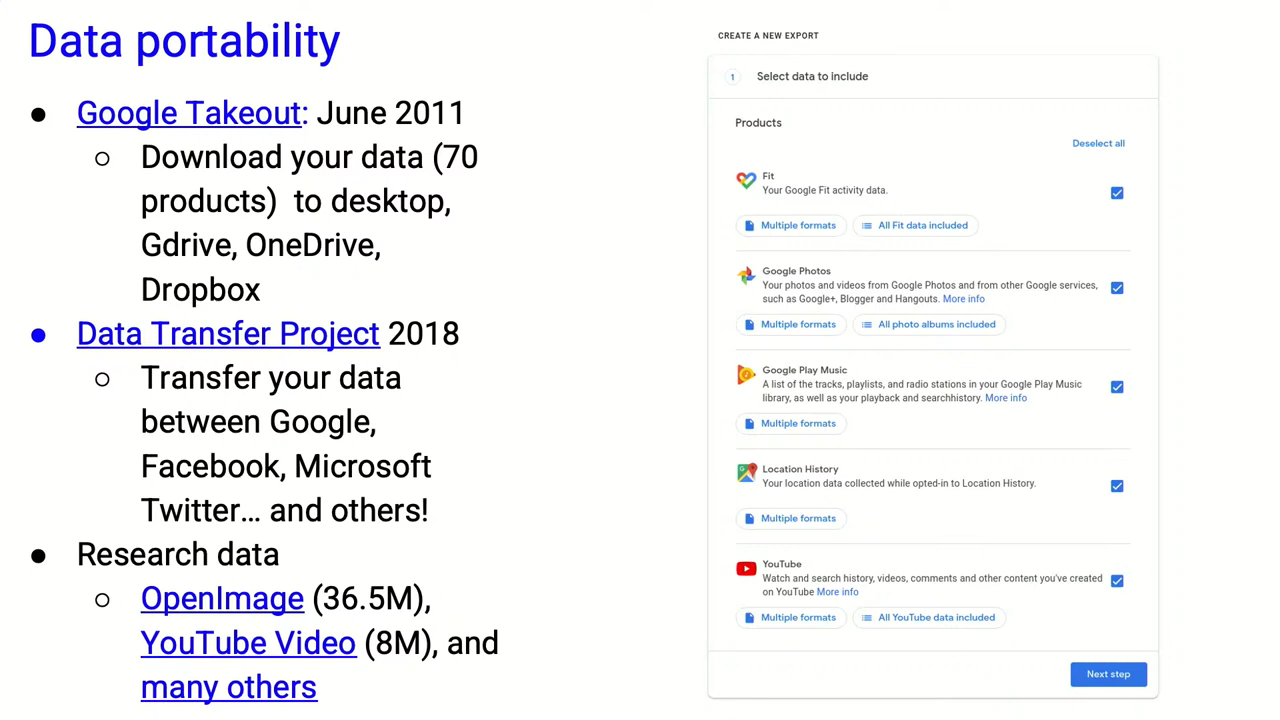 Data portability
● Google Takeout: June 2011
○ Download your data (70
products) to desktop,
Gdrive, OneDrive,
Dropbox
● Data Transfer Project 2018
○ Transfer your data
between Google,
Facebook, Microsoft
Twitter… and others!
● Research data
○ OpenImage (36.5M),
YouTube Video (8M), and
many others
CREATE A NEW EXPORT
1 Select data to include
Products
Deselect all
Fit
Your Google Fit activity data.
Multiple formats All Fit data included
Google Photos
Your photos and videos from Google Photos and from other Google services,
such as Google+, Blogger and Hangouts. More info
Multiple formats All photo albums included
Google Play Music
A list of the tracks, playlists, and radio stations in your Google Play Music
library, as well as your playback and searchhistory. More info
Multiple formats
Location History
Your location data collected while opted-in to Location History.
Multiple formats
YouTube
Watch and search history, videos, comments and other content you've created
on YouTube More info
Multiple formats All YouTube data included
Next step